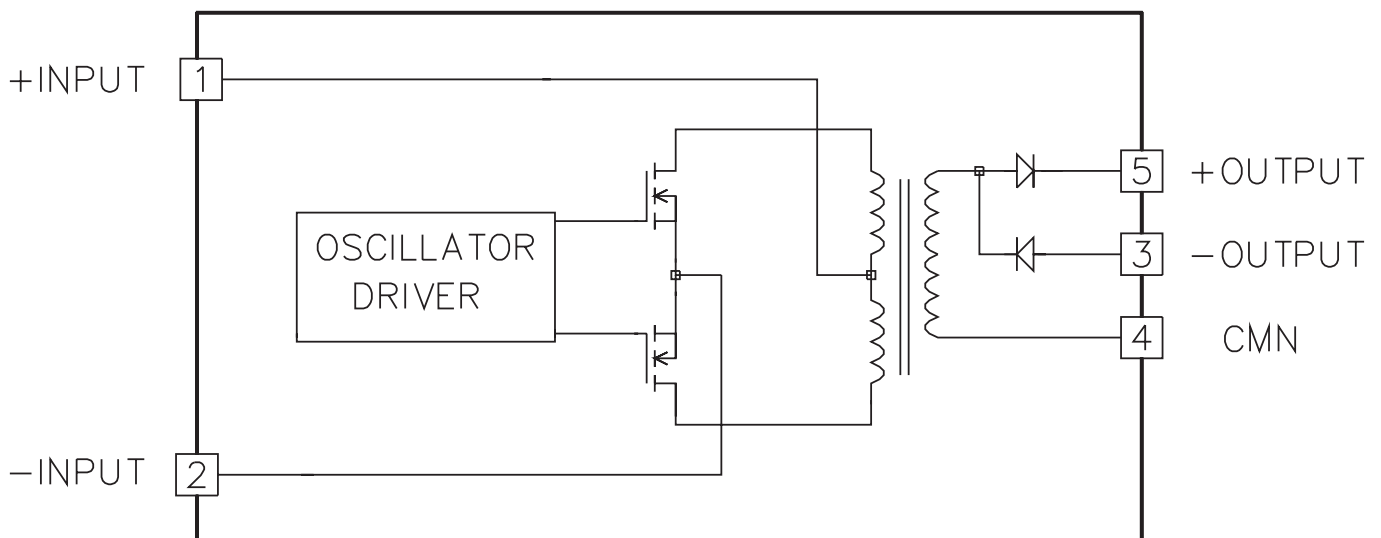 +INPUT 1
5 +OUTPUT
OSCILLATOR
DRIVER
3 -OUTPUT
4 CMN
-INPUT 2